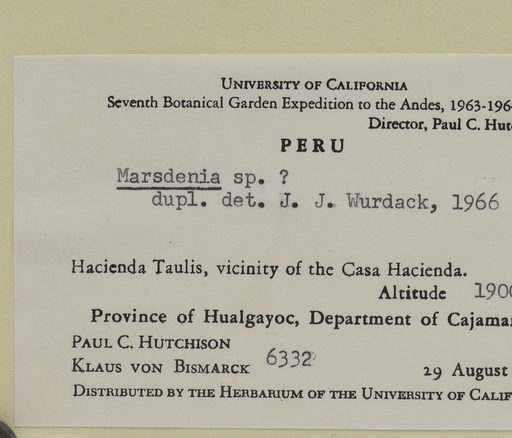 UNIVERSITY OF CALIFORNIA
Seventh Botanical Garden Expedition to the Andes, 1963-196
Director, Paul C. Hut
PERU
Marsdenia sp. ?
dupl. det. J. J. Wurdack, 1966
Hacienda Taulis, vicinity of the Casa Hacienda.
Altitude 190
Province of Hualgayoc, Department of Cajama
PAUL C. HUTCHISON
KLAUS VON BISMARCK 6332
29 August
DISTRIBUTED BY THE HERBARIUM OF THE UNIVERSITY OF CALIF